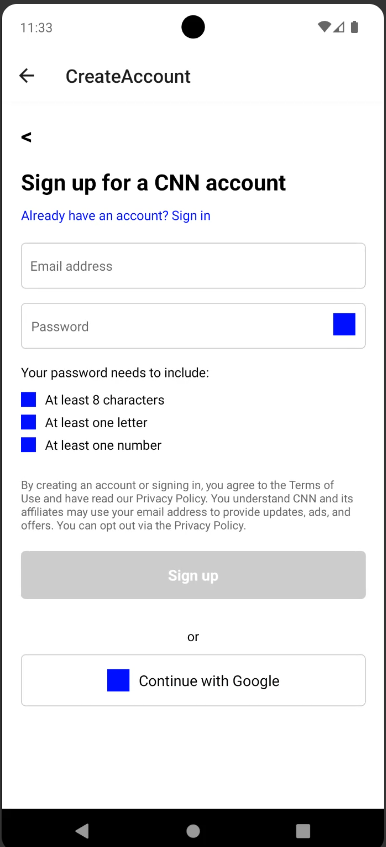 11:33
CreateAccount
<
Sign up for a CNN account
Already have an account? Sign in
Email address
Password
Your password needs to include:
At least 8 characters
At least one letter
At least one number
By creating an account or signing in, you agree to the Terms of
Use and have read our Privacy Policy. You understand CNN and its
affiliates may use your email address to provide updates, ads, and
offers. You can opt out via the Privacy Policy.
Sign up
or
Continue with Google